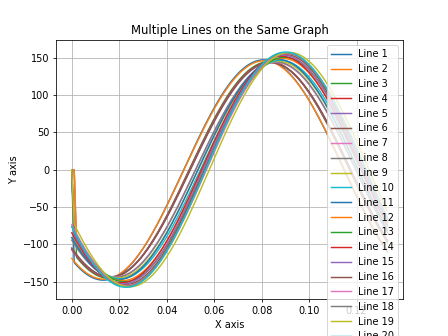 Multiple Lines on the Same Graph
150
100
50
0
−50
−100
−150
Y axis
0.00
0.02
0.04
0.06
0.08
0.10
0.12
X axis
Line 1
Line 2
Line 3
Line 4
Line 5
Line 6
Line 7
Line 8
Line 9
Line 10
Line 11
Line 12
Line 13
Line 14
Line 15
Line 16
Line 17
Line 18
Line 19
Line 20